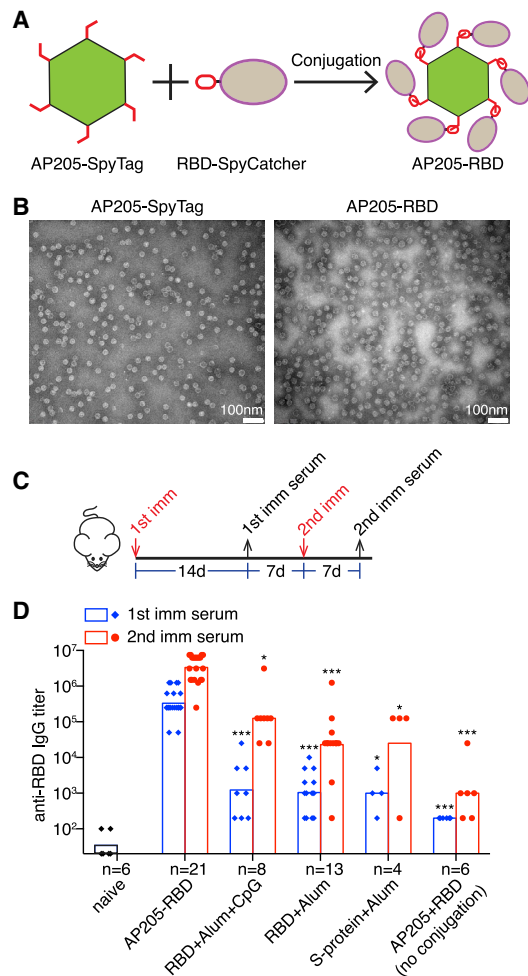 A
Conjugation
AP205-SpyTag
RBD-SpyCatcher
AP205-RBD
B
AP205-SpyTag
AP205-RBD
100nm
100nm
C
1st imm
1st imm serum
2nd imm
2nd imm serum
14d
7d
7d
D
1st imm serum
2nd imm serum
anti-RBD IgG titer
10⁷
10⁶
10⁵
10⁴
10³
10²
***
*
***
***
*
*
***
***
n=6
n=21
n=8
n=13
n=4
n=6
naive
AP205-RBD
RBD+Alum+CpG
RBD+Alum
S-protein+Alum
AP205+RBD
(no conjugation)